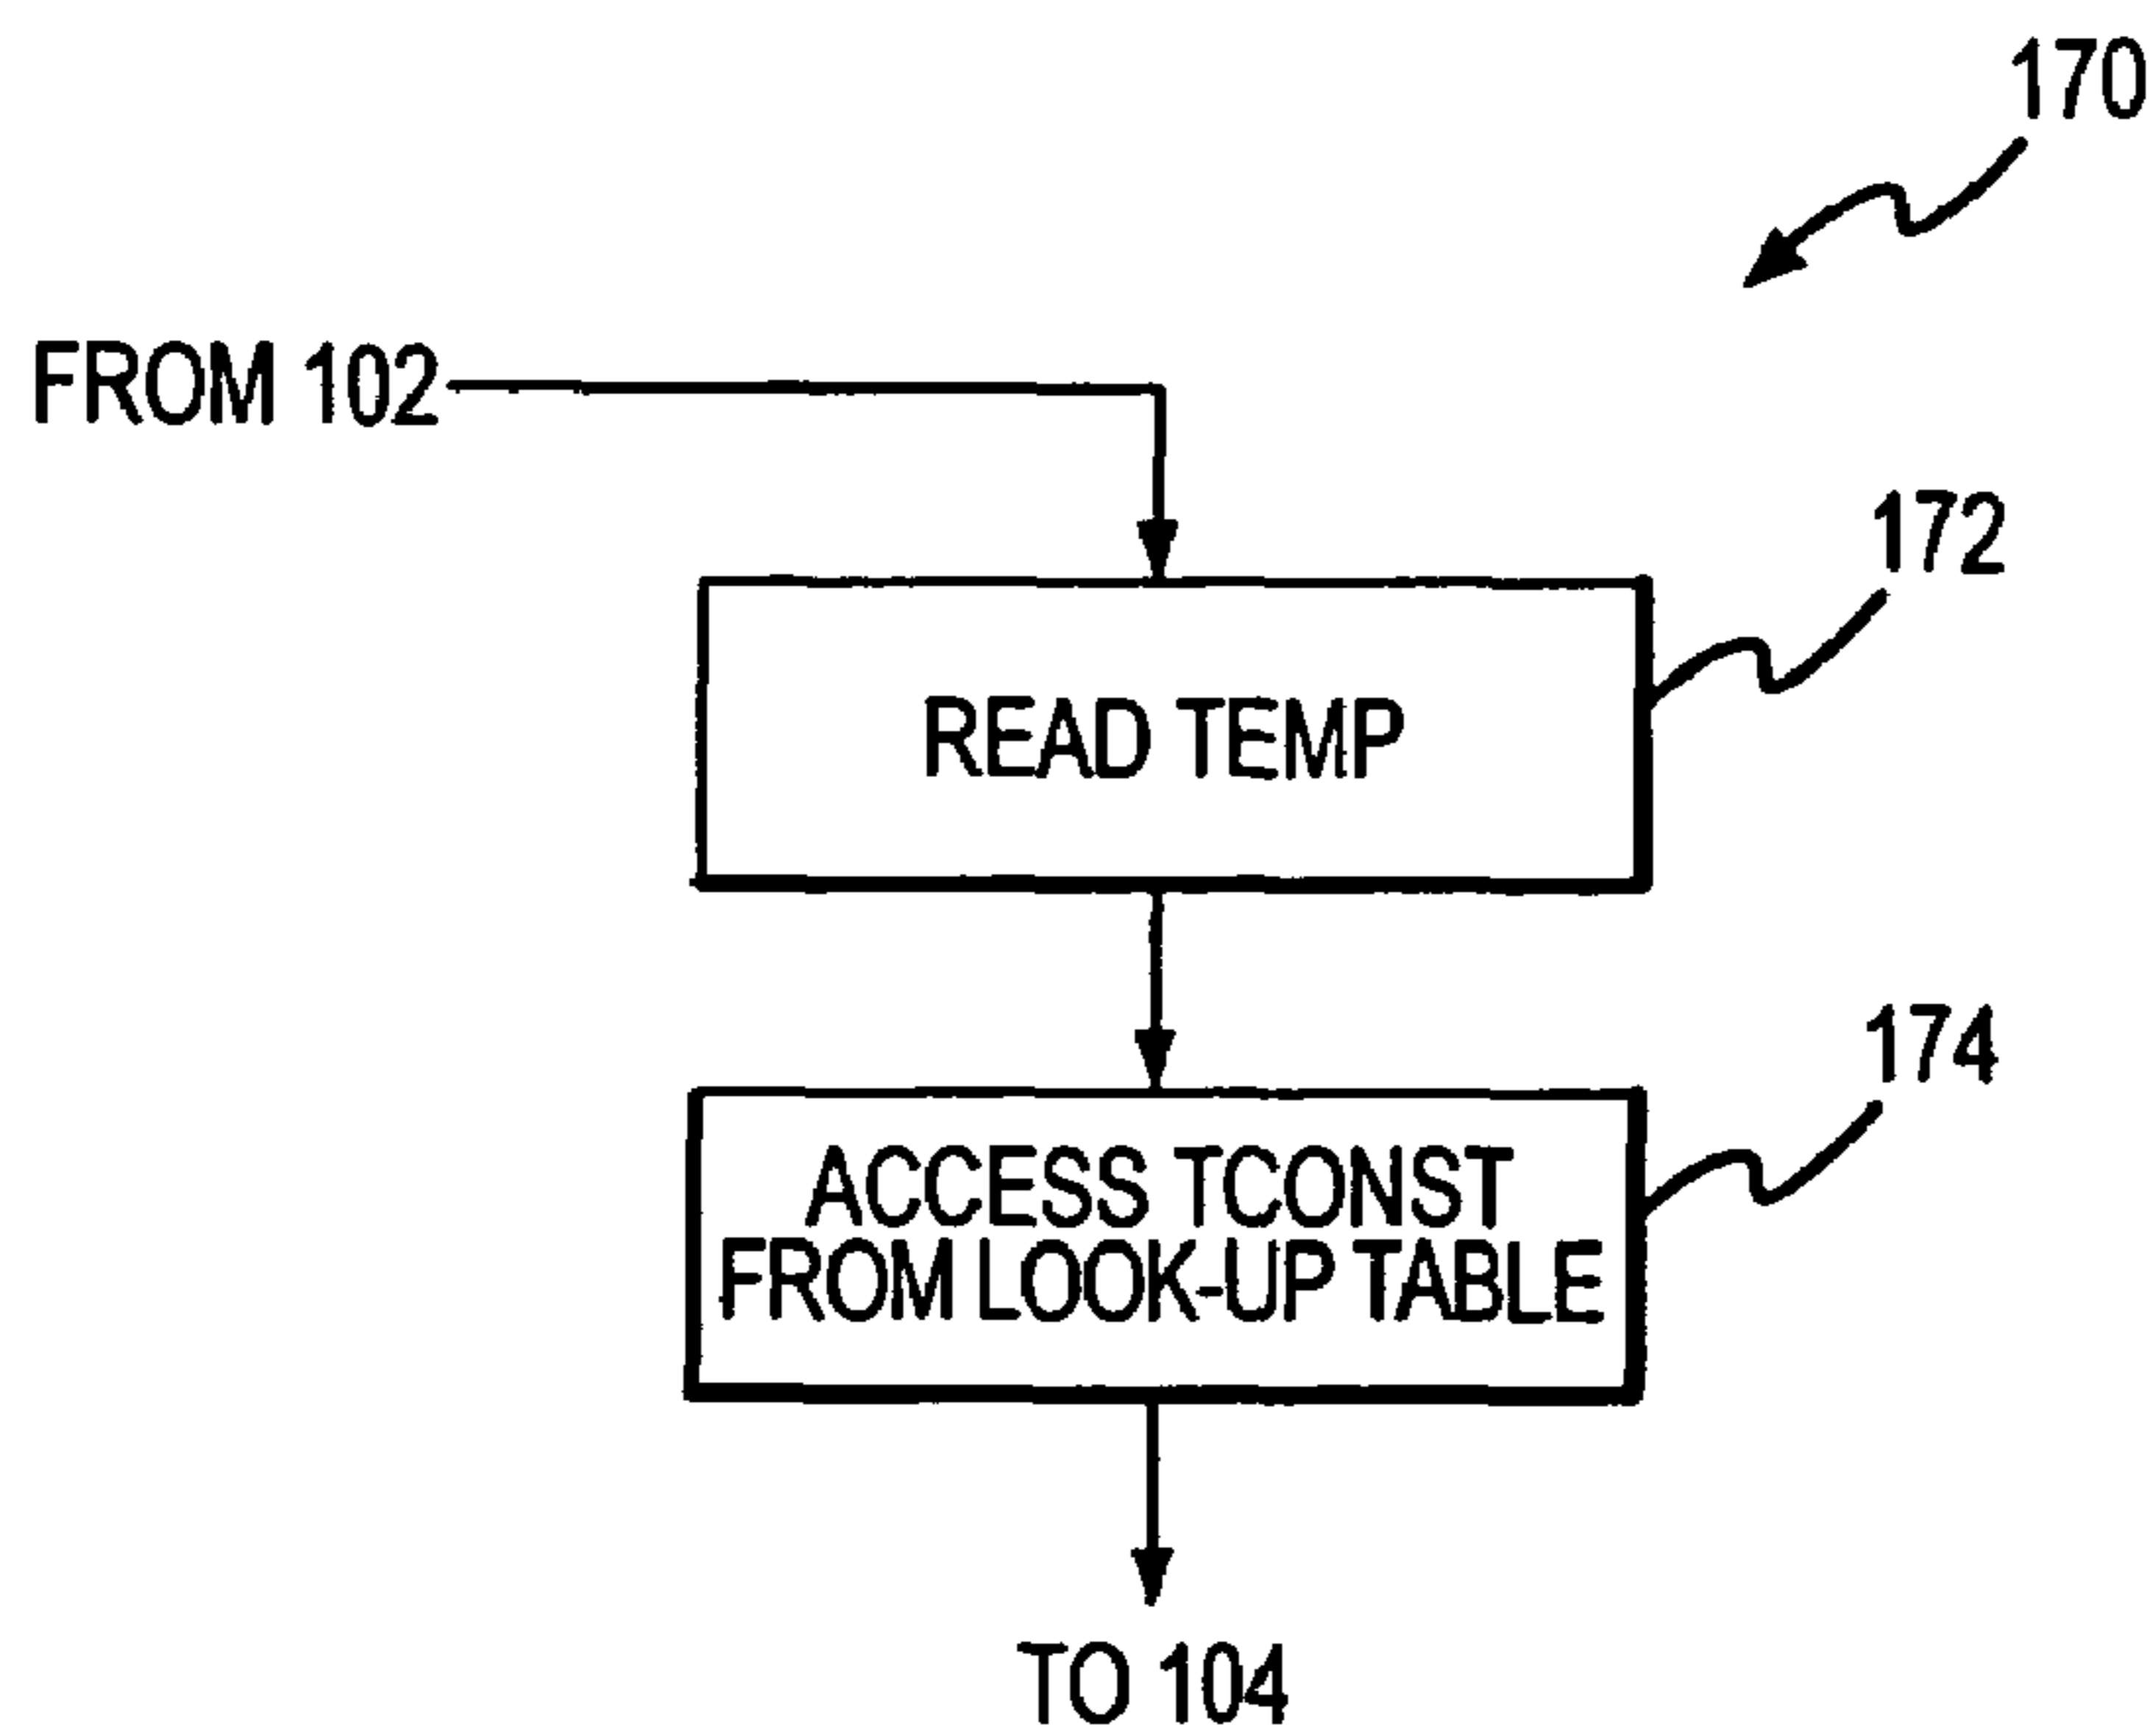 170
FROM 102
172
READ TEMP
174
ACCESS TCONST
FROM LOOK-UP TABLE
TO 104